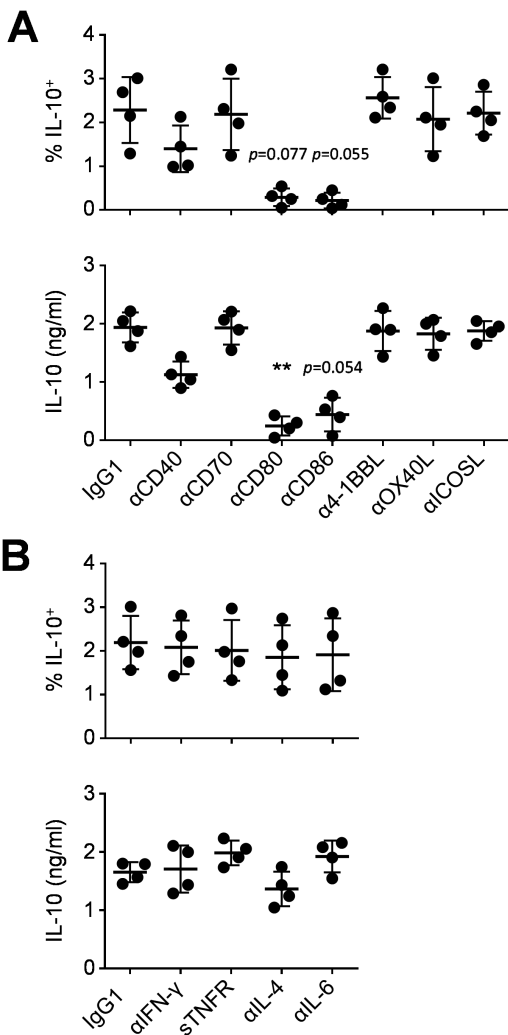 A
% IL-10⁺
4
3
2
1
0
p=0.077 p=0.055
IL-10 (ng/ml)
3
2
1
0
** p=0.054
IgG1
αCD40
αCD70
αCD80
αCD86
α4-1BBL
αOX40L
αICOSL
B
% IL-10⁺
4
3
2
1
0
IL-10 (ng/ml)
3
2
1
0
IgG1
αIFN-γ
sTNFR
αIL-4
αIL-6